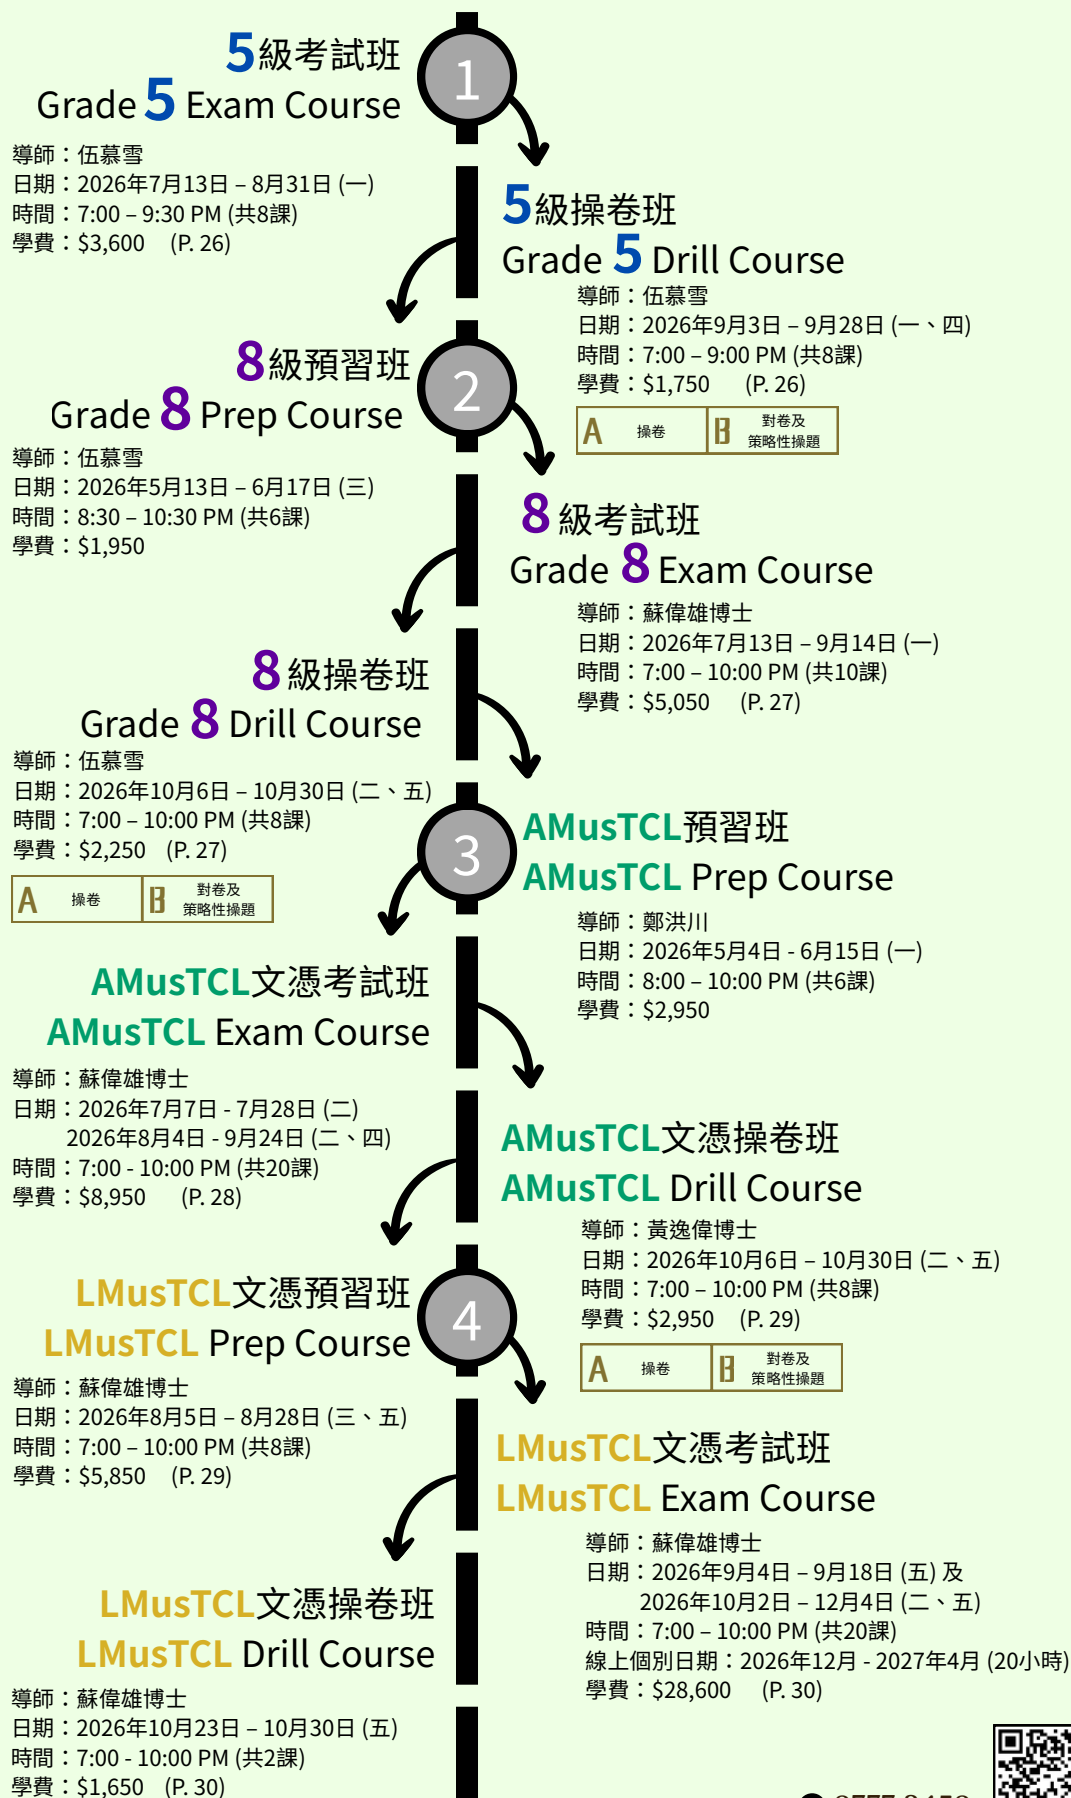 1
5級考試班
Grade 5 Exam Course
導師：伍慕雪
日期：2026年7月13日 – 8月31日 (一)
時間：7:00 – 9:30 PM (共8課)
學費：$3,600 (P. 26)
5級操卷班
Grade 5 Drill Course
導師：伍慕雪
日期：2026年9月3日 – 9月28日 (一、四)
時間：7:00 – 9:00 PM (共8課)
學費：$1,750 (P. 26)
A 操卷 B 對卷及
策略性操題
2
8級預習班
Grade 8 Prep Course
導師：伍慕雪
日期：2026年5月13日 – 6月17日 (三)
時間：8:30 – 10:30 PM (共6課)
學費：$1,950
8級考試班
Grade 8 Exam Course
導師：蘇偉雄博士
日期：2026年7月13日 – 9月14日 (一)
時間：7:00 – 10:00 PM (共10課)
學費：$5,050 (P. 27)
8級操卷班
Grade 8 Drill Course
導師：伍慕雪
日期：2026年10月6日 – 10月30日 (二、五)
時間：7:00 – 10:00 PM (共8課)
學費：$2,250 (P. 27)
A 操卷 B 對卷及
策略性操題
3
AMusTCL預習班
AMusTCL Prep Course
導師：鄭洪川
日期：2026年5月4日 - 6月15日 (一)
時間：8:00 – 10:00 PM (共6課)
學費：$2,950
AMusTCL文憑考試班
AMusTCL Exam Course
導師：蘇偉雄博士
日期：2026年7月7日 - 7月28日 (二)
2026年8月4日 - 9月24日 (二、四)
時間：7:00 - 10:00 PM (共20課)
學費：$8,950 (P. 28)
AMusTCL文憑操卷班
AMusTCL Drill Course
導師：黃逸偉博士
日期：2026年10月6日 – 10月30日 (二、五)
時間：7:00 – 10:00 PM (共8課)
學費：$2,950 (P. 29)
A 操卷 B 對卷及
策略性操題
4
LMusTCL文憑預習班
LMusTCL Prep Course
導師：蘇偉雄博士
日期：2026年8月5日 – 8月28日 (三、五)
時間：7:00 – 10:00 PM (共8課)
學費：$5,850 (P. 29)
LMusTCL文憑考試班
LMusTCL Exam Course
導師：蘇偉雄博士
日期：2026年9月4日 – 9月18日 (五) 及
2026年10月2日 – 12月4日 (二、五)
時間：7:00 – 10:00 PM (共20課)
線上個別日期：2026年12月 - 2027年4月 (20小時)
學費：$28,600 (P. 30)
LMusTCL文憑操卷班
LMusTCL Drill Course
導師：蘇偉雄博士
日期：2026年10月23日 – 10月30日 (五)
時間：7:00 - 10:00 PM (共2課)
學費：$1,650 (P. 30)